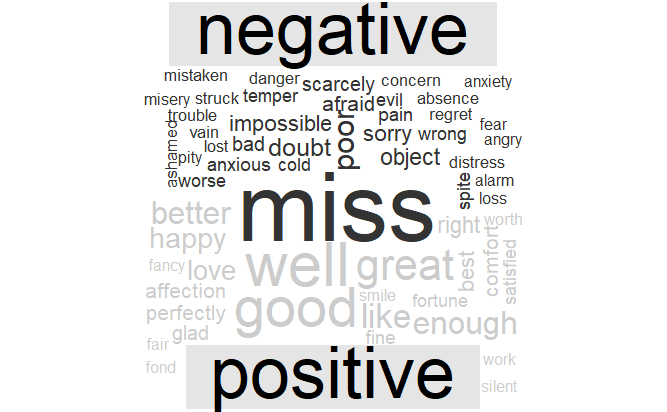 negative
mistaken danger scarcely concern anxiety
misery struck temper afraid evil absence
trouble vain impossible poor pain regret fear
ashamed lost bad doubt sorry wrong angry
pity anxious cold object distress
worse miss spite alarm
loss
better right worth
happy well great best comfort satisfied
fancy love
affection good smile fortune
perfectly like enough
glad fine
fair work
fond silent
positive